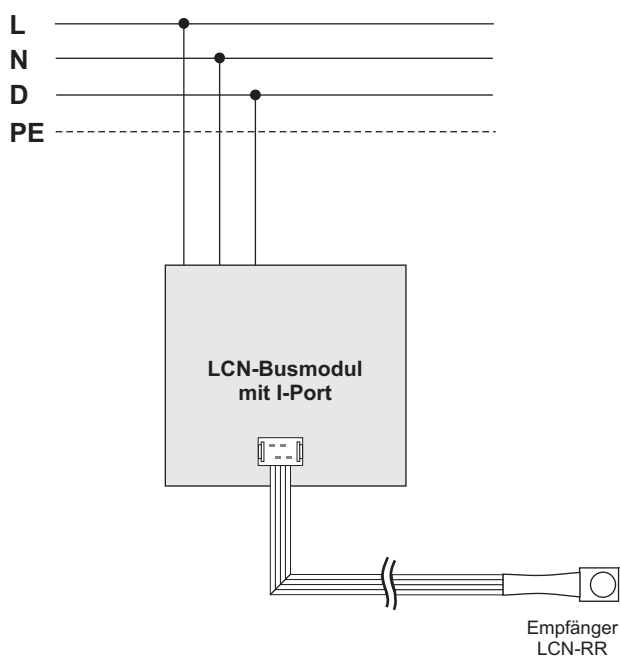 L
N
D
PE
LCN-Busmodul
mit I-Port
Empfänger
LCN-RR